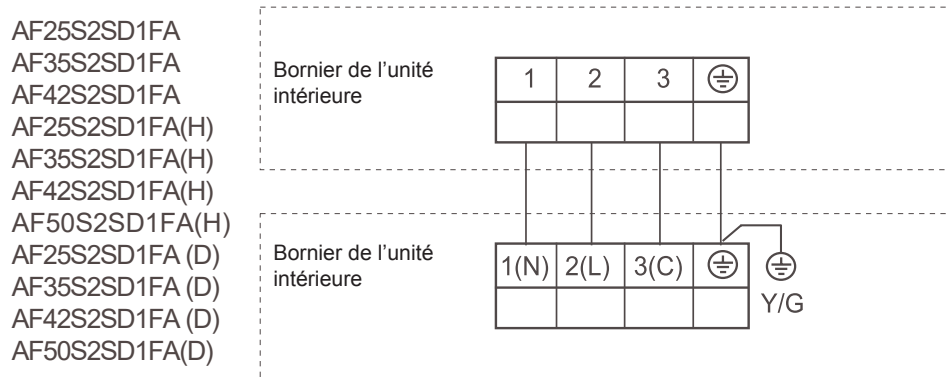 AF25S2SD1FA
AF35S2SD1FA
AF42S2SD1FA
AF25S2SD1FA(H)
AF35S2SD1FA(H)
AF42S2SD1FA(H)
AF50S2SD1FA(H)
AF25S2SD1FA (D)
AF35S2SD1FA (D)
AF42S2SD1FA (D)
AF50S2SD1FA(D)
Bornier de l’unité
intérieure
1 2 3
Bornier de l’unité
intérieure
1(N) 2(L) 3(C)
Y/G